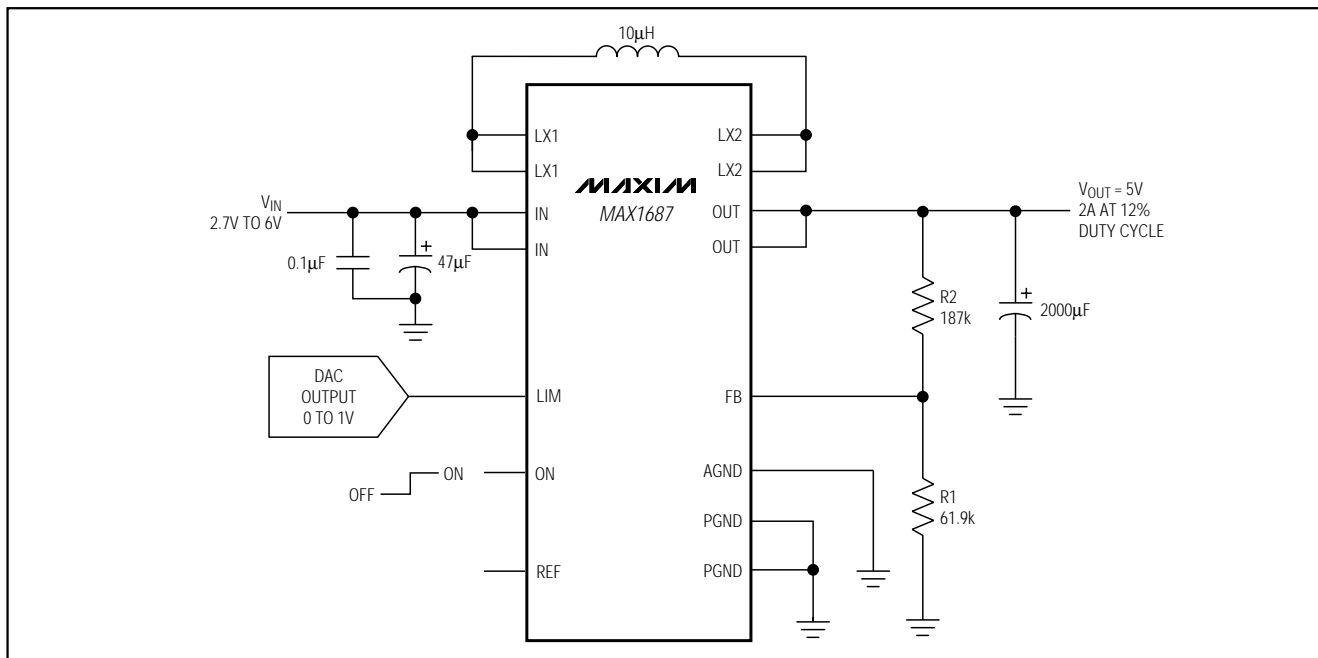 10μH
LX1
LX2
LX1
LX2
MAXIM
MAX1687
VIN
2.7V TO 6V
IN
OUT
VOUT = 5V
2A AT 12%
DUTY CYCLE
IN
OUT
0.1μF
+
47μF
R2
187k
+
2000μF
DAC
OUTPUT
0 TO 1V
LIM
FB
OFF
ON
ON
AGND
R1
61.9k
PGND
REF
PGND